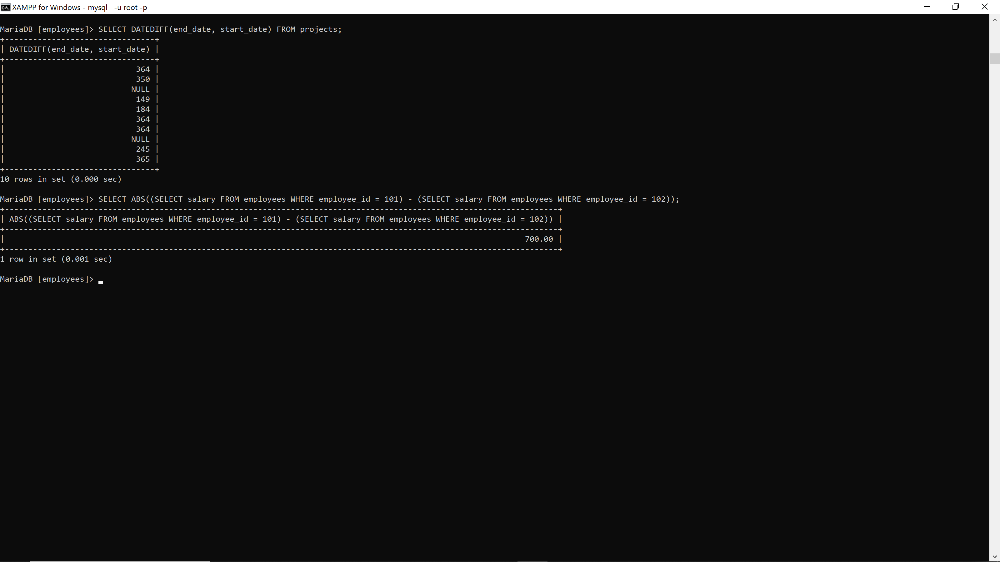 XAMPP for Windows - mysql  -u root -p
MariaDB [employees]> SELECT DATEDIFF(end_date, start_date) FROM projects;
+--------------------------------+
| DATEDIFF(end_date, start_date) |
+--------------------------------+
|                            364 |
|                            350 |
|                           NULL |
|                            149 |
|                            184 |
|                            364 |
|                            364 |
|                           NULL |
|                            245 |
|                            365 |
+--------------------------------+
10 rows in set (0.000 sec)
MariaDB [employees]> SELECT ABS((SELECT salary FROM employees WHERE employee_id = 101) - (SELECT salary FROM employees WHERE employee_id = 102));
+----------------------------------------------------------------------------------------------------------------------+
| ABS((SELECT salary FROM employees WHERE employee_id = 101) - (SELECT salary FROM employees WHERE employee_id = 102)) |
+----------------------------------------------------------------------------------------------------------------------+
|                                                                                                               700.00 |
+----------------------------------------------------------------------------------------------------------------------+
1 row in set (0.001 sec)
MariaDB [employees]>